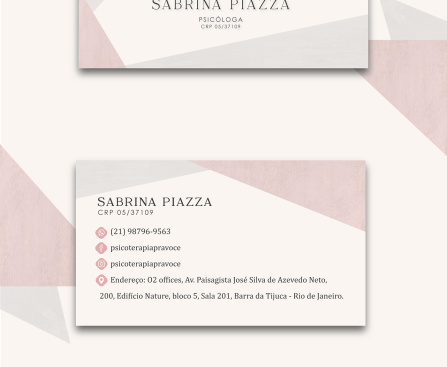 SABRINA PIAZZA
PSICÓLOGA
CRP 05/37109
SABRINA PIAZZA
CRP 05/37109
(21) 98796-9563
psicoterapiapravoce
psicoterapiapravoce
Endereço: O2 offices, Av. Paisagista José Silva de Azevedo Neto,
200, Edifício Nature, bloco 5, Sala 201, Barra da Tijuca - Rio de Janeiro.